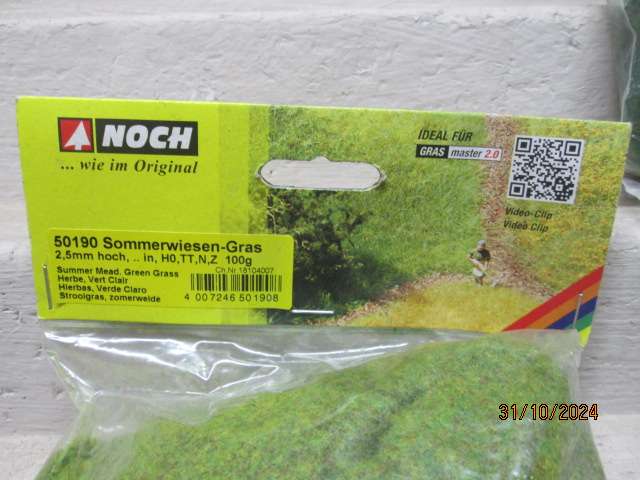 NOCH
... wie im Original
IDEAL FÜR
GRAS master 2.0
Video-Clip
Video Clip
50190 Sommerwiesen-Gras
2,5mm hoch, .. in, H0,TT,N,Z 100g
Ch.Nr 18104007
Summer Mead, Green Grass
Herbe, Vert Clair
Hierbas, Verde Claro
Strooigras, zomerweide
4 007246 501908
31/10/2024